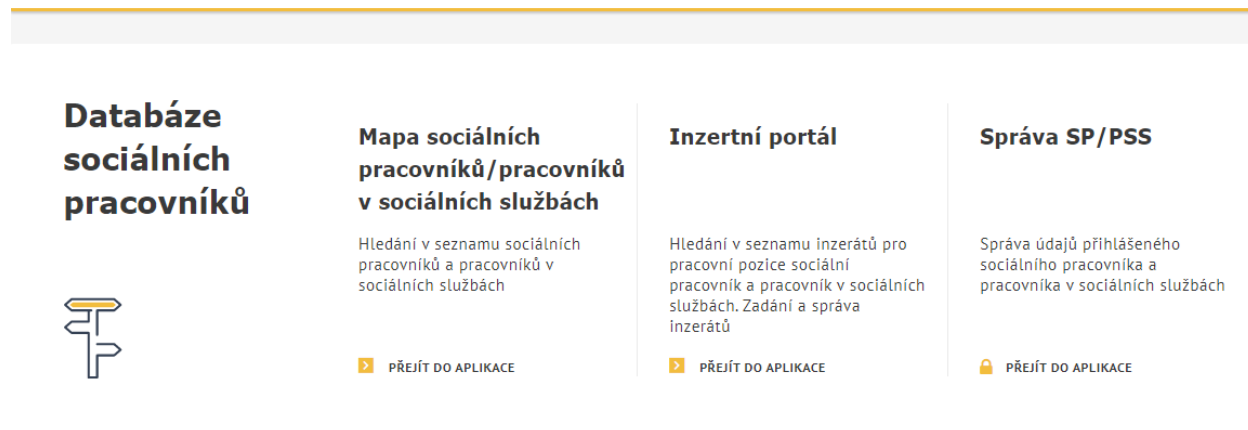 Databáze
sociálních
pracovníků
Mapa sociálních
pracovníků/pracovníků
v sociálních službách
Hledání v seznamu sociálních
pracovníků a pracovníků v
sociálních službách
PŘEJÍT DO APLIKACE
Inzertní portál
Hledání v seznamu inzerátů pro
pracovní pozice sociální
pracovník a pracovník v sociálních
službách. Zadání a správa
inzerátů
PŘEJÍT DO APLIKACE
Správa SP/PSS
Správa údajů přihlášeného
sociálního pracovníka a
pracovníka v sociálních službách
PŘEJÍT DO APLIKACE